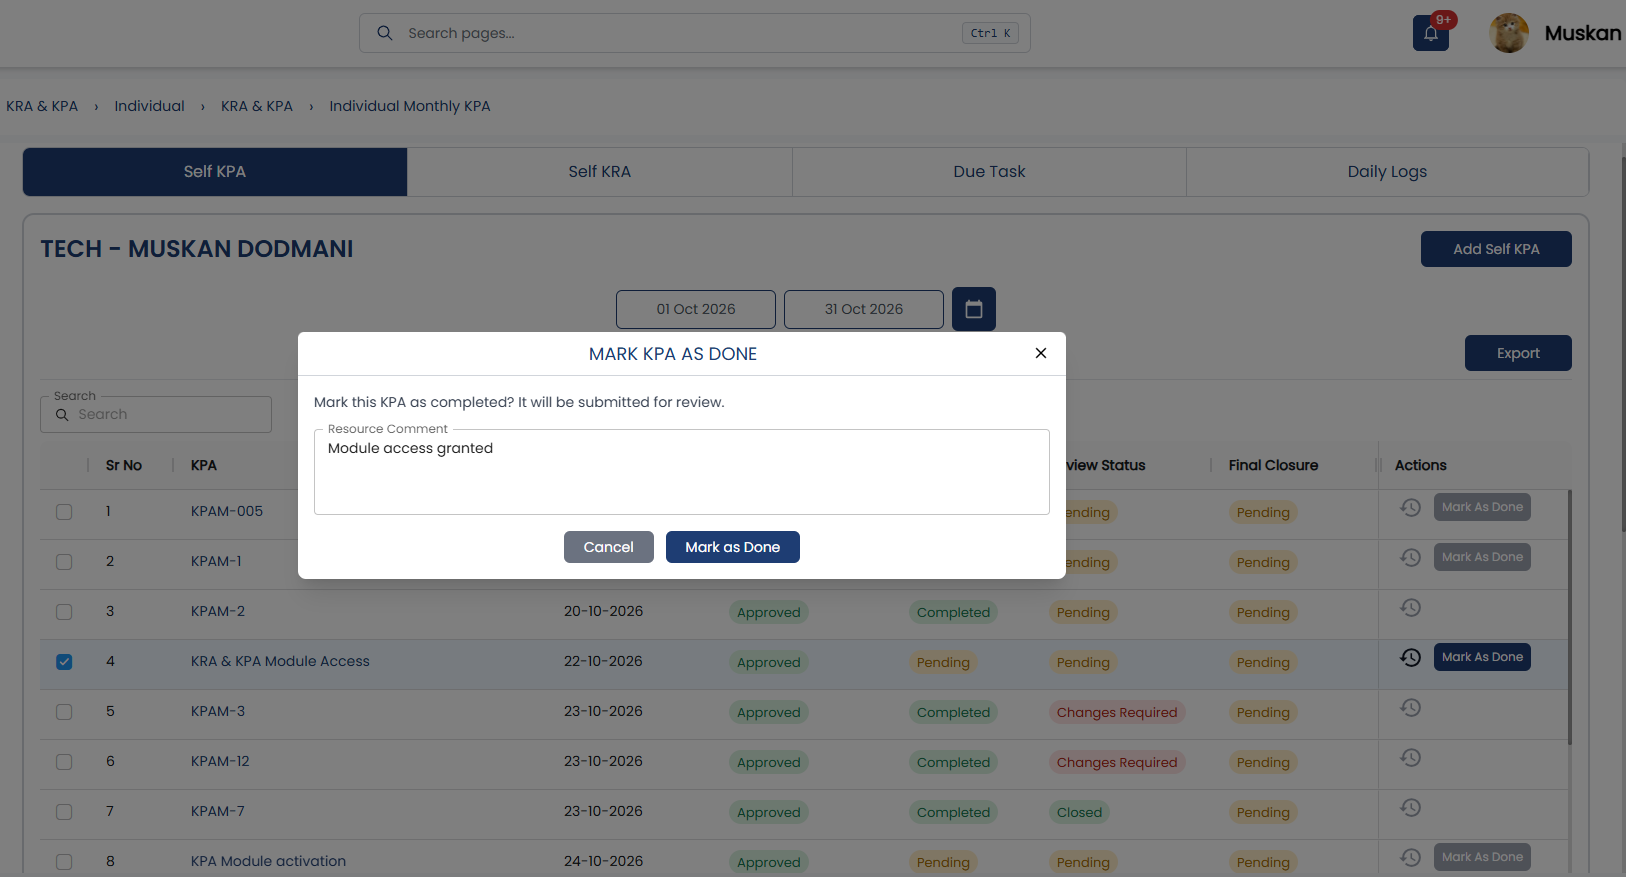 Search pages...
Ctrl K
9+
Muskan
KRA & KPA › Individual › KRA & KPA › Individual Monthly KPA
Self KPA
Self KRA
Due Task
Daily Logs
TECH - MUSKAN DODMANI
Add Self KPA
01 Oct 2026
31 Oct 2026
MARK KPA AS DONE
Export
Mark this KPA as completed? It will be submitted for review.
Search
Search
Resource Comment
Module access granted
Sr No KPA view Status Final Closure Actions
1 KPAM-005 ending Pending Mark As Done
Cancel
Mark as Done
2 KPAM-1 ending Pending Mark As Done
3 KPAM-2 20-10-2026 Approved Completed Pending Pending
4 KRA & KPA Module Access 22-10-2026 Approved Pending Pending Pending Mark As Done
5 KPAM-3 23-10-2026 Approved Completed Changes Required Pending
6 KPAM-12 23-10-2026 Approved Completed Changes Required Pending
7 KPAM-7 23-10-2026 Approved Completed Closed Pending
8 KPA Module activation 24-10-2026 Approved Pending Pending Pending Mark As Done